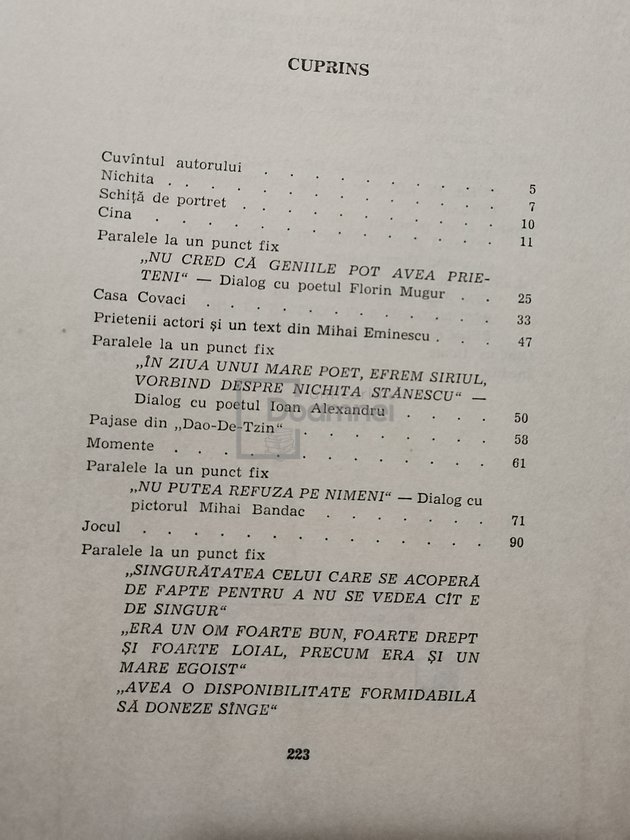 CUPRINS
Cuvîntul autorului . . . . . . . . . 5
Nichita . . . . . . . . . . . 7
Schiță de portret . . . . . . . . . 10
Cina . . . . . . . . . . . . 11
Paralele la un punct fix
„NU CRED CĂ GENIILE POT AVEA PRIE-
TENI“ — Dialog cu poetul Florin Mugur . . 25
Casa Covaci . . . . . . . . . . 33
Prietenii actori și un text din Mihai Eminescu . . 47
Paralele la un punct fix
„ÎN ZIUA UNUI MARE POET, EFREM SIRIUL,
VORBIND DESPRE NICHITA STĂNESCU“ —
Dialog cu poetul Ioan Alexandru . . . . 50
Pajase din „Dao-De-Tzin“ . . . . . . . 58
Momente . . . . . . . . . . . 61
Paralele la un punct fix
„NU PUTEA REFUZA PE NIMENI“ — Dialog cu
pictorul Mihai Bandac . . . . . . 71
Jocul . . . . . . . . . . . . 90
Paralele la un punct fix
„SINGURĂTATEA CELUI CARE SE ACOPERĂ
DE FAPTE PENTRU A NU SE VEDEA CÎT E
DE SINGUR“
„ERA UN OM FOARTE BUN, FOARTE DREPT
ȘI FOARTE LOIAL, PRECUM ERA ȘI UN
MARE EGOIST“
„AVEA O DISPONIBILITATE FORMIDABILĂ
SĂ DONEZE SÎNGE“
223